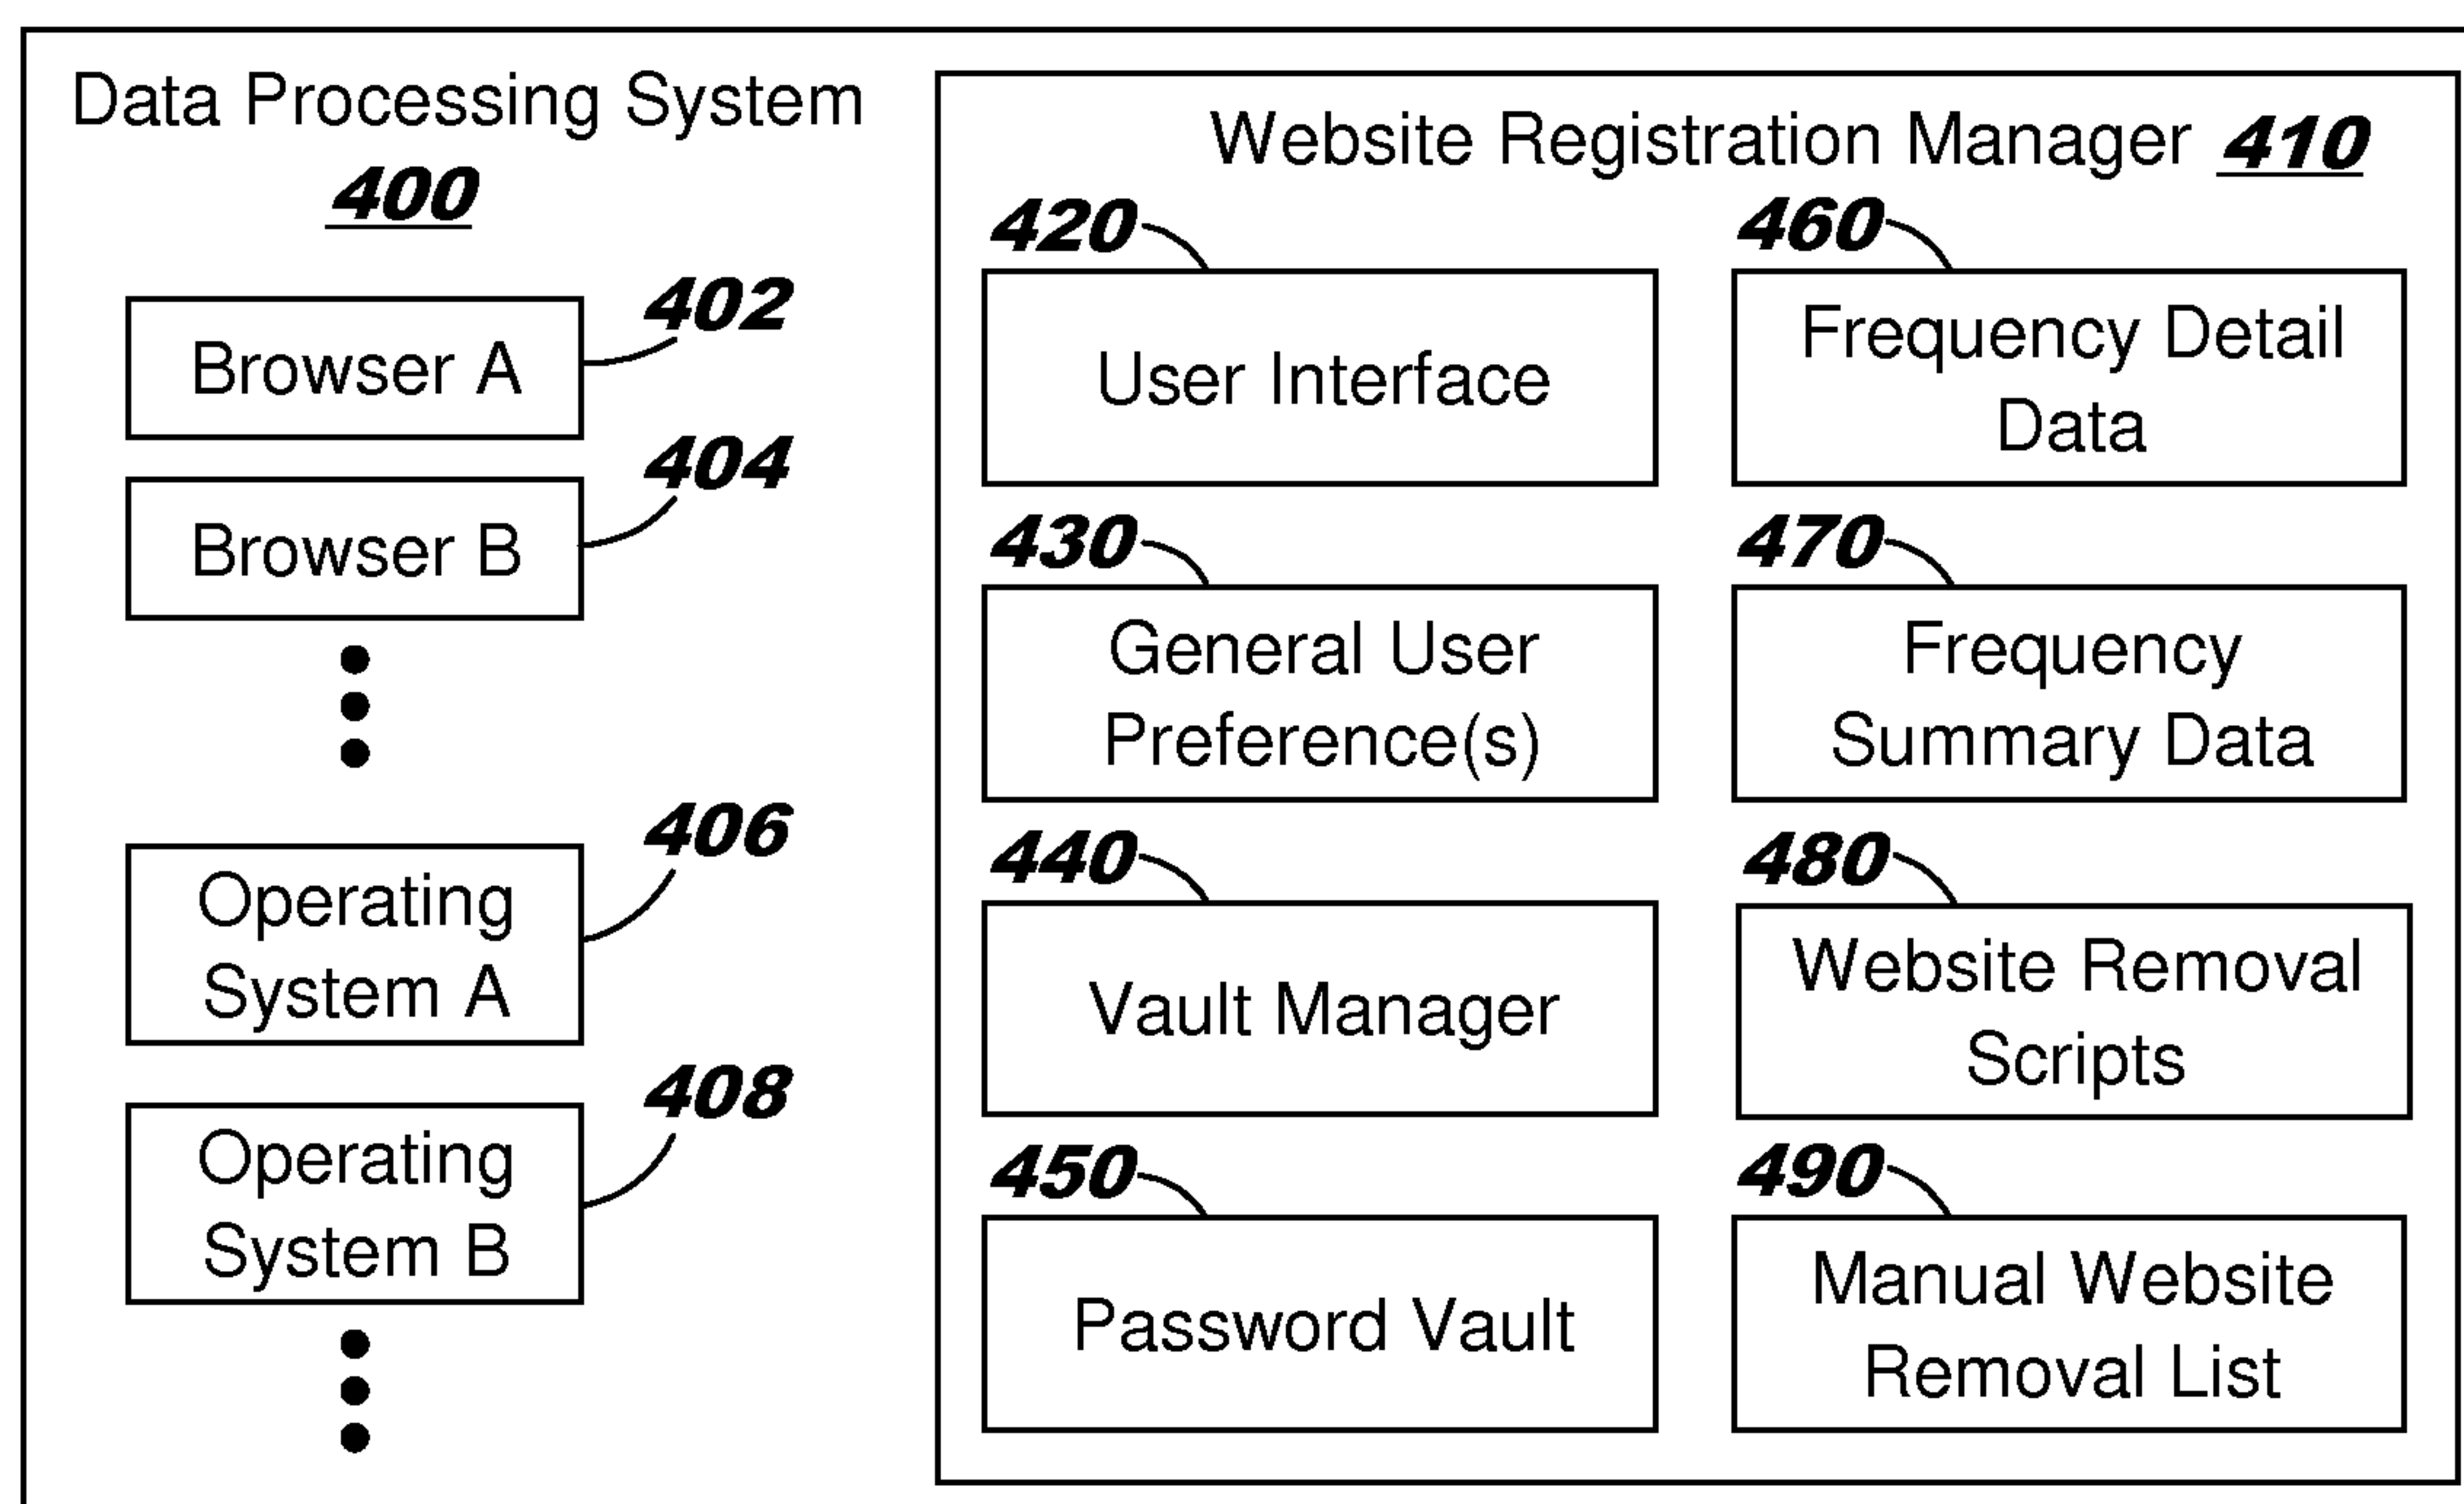 Data Processing System
400
402
Browser A
404
Browser B
406
Operating
System A
408
Operating
System B
Website Registration Manager 410
420
User Interface
430
General User
Preference(s)
440
Vault Manager
450
Password Vault
460
Frequency Detail
Data
470
Frequency
Summary Data
480
Website Removal
Scripts
490
Manual Website
Removal List